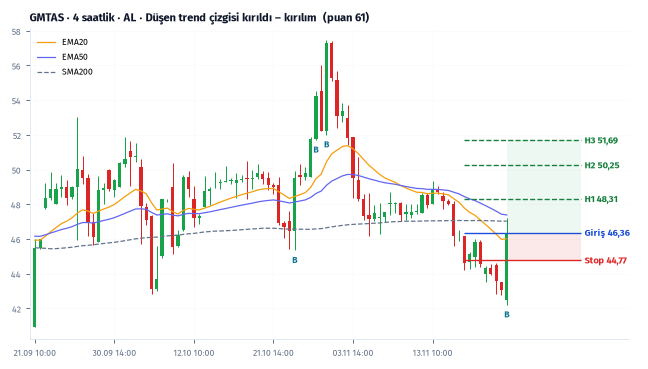 GMTAS · 4 saatlik · AL · Düşen trend çizgisi kırıldı – kırılım (puan 61)
58
56
54
52
50
48
46
44
42
EMA20
EMA50
SMA200
B
B
B
B
H3 51,69
H2 50,25
H1 48,31
Giriş 46,36
Stop 44,77
21.09 10:00
30.09 14:00
12.10 10:00
21.10 14:00
03.11 14:00
13.11 10:00